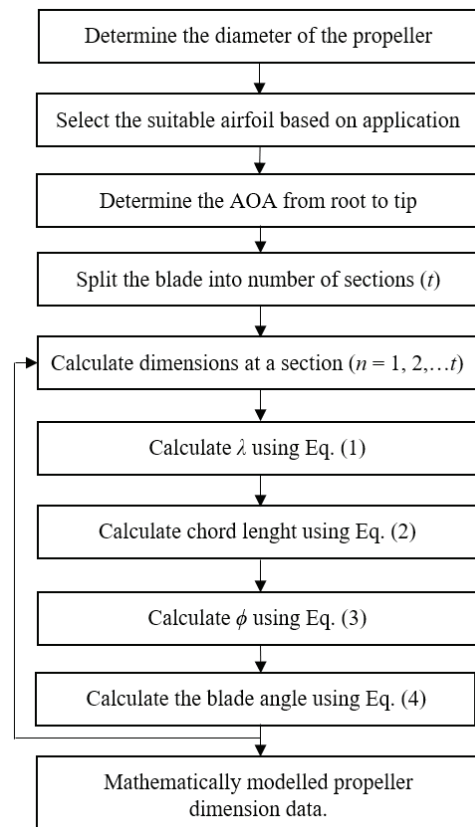 Determine the diameter of the propeller
Select the suitable airfoil based on application
Determine the AOA from root to tip
Split the blade into number of sections (t)
Calculate dimensions at a section (n = 1, 2,…t)
Calculate λ using Eq. (1)
Calculate chord lenght using Eq. (2)
Calculate ϕ using Eq. (3)
Calculate the blade angle using Eq. (4)
Mathematically modelled propeller
dimension data.